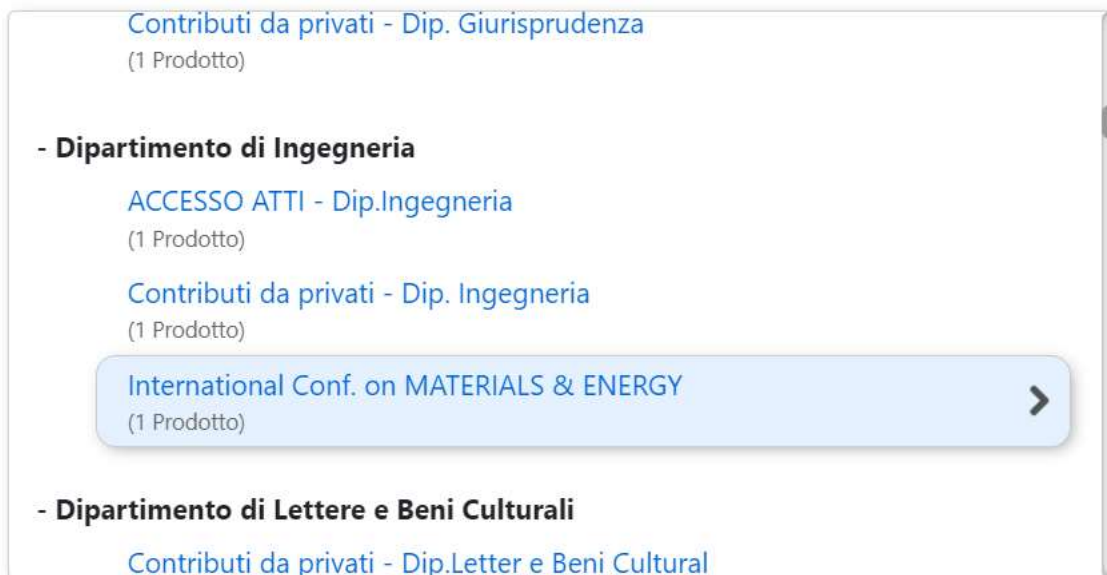 Contributi da privati - Dip. Giurisprudenza
(1 Prodotto)
- Dipartimento di Ingegneria
ACCESSO ATTI - Dip.Ingegneria
(1 Prodotto)
Contributi da privati - Dip. Ingegneria
(1 Prodotto)
International Conf. on MATERIALS & ENERGY
(1 Prodotto)
- Dipartimento di Lettere e Beni Culturali
Contributi da privati - Dip.Letter e Beni Cultural